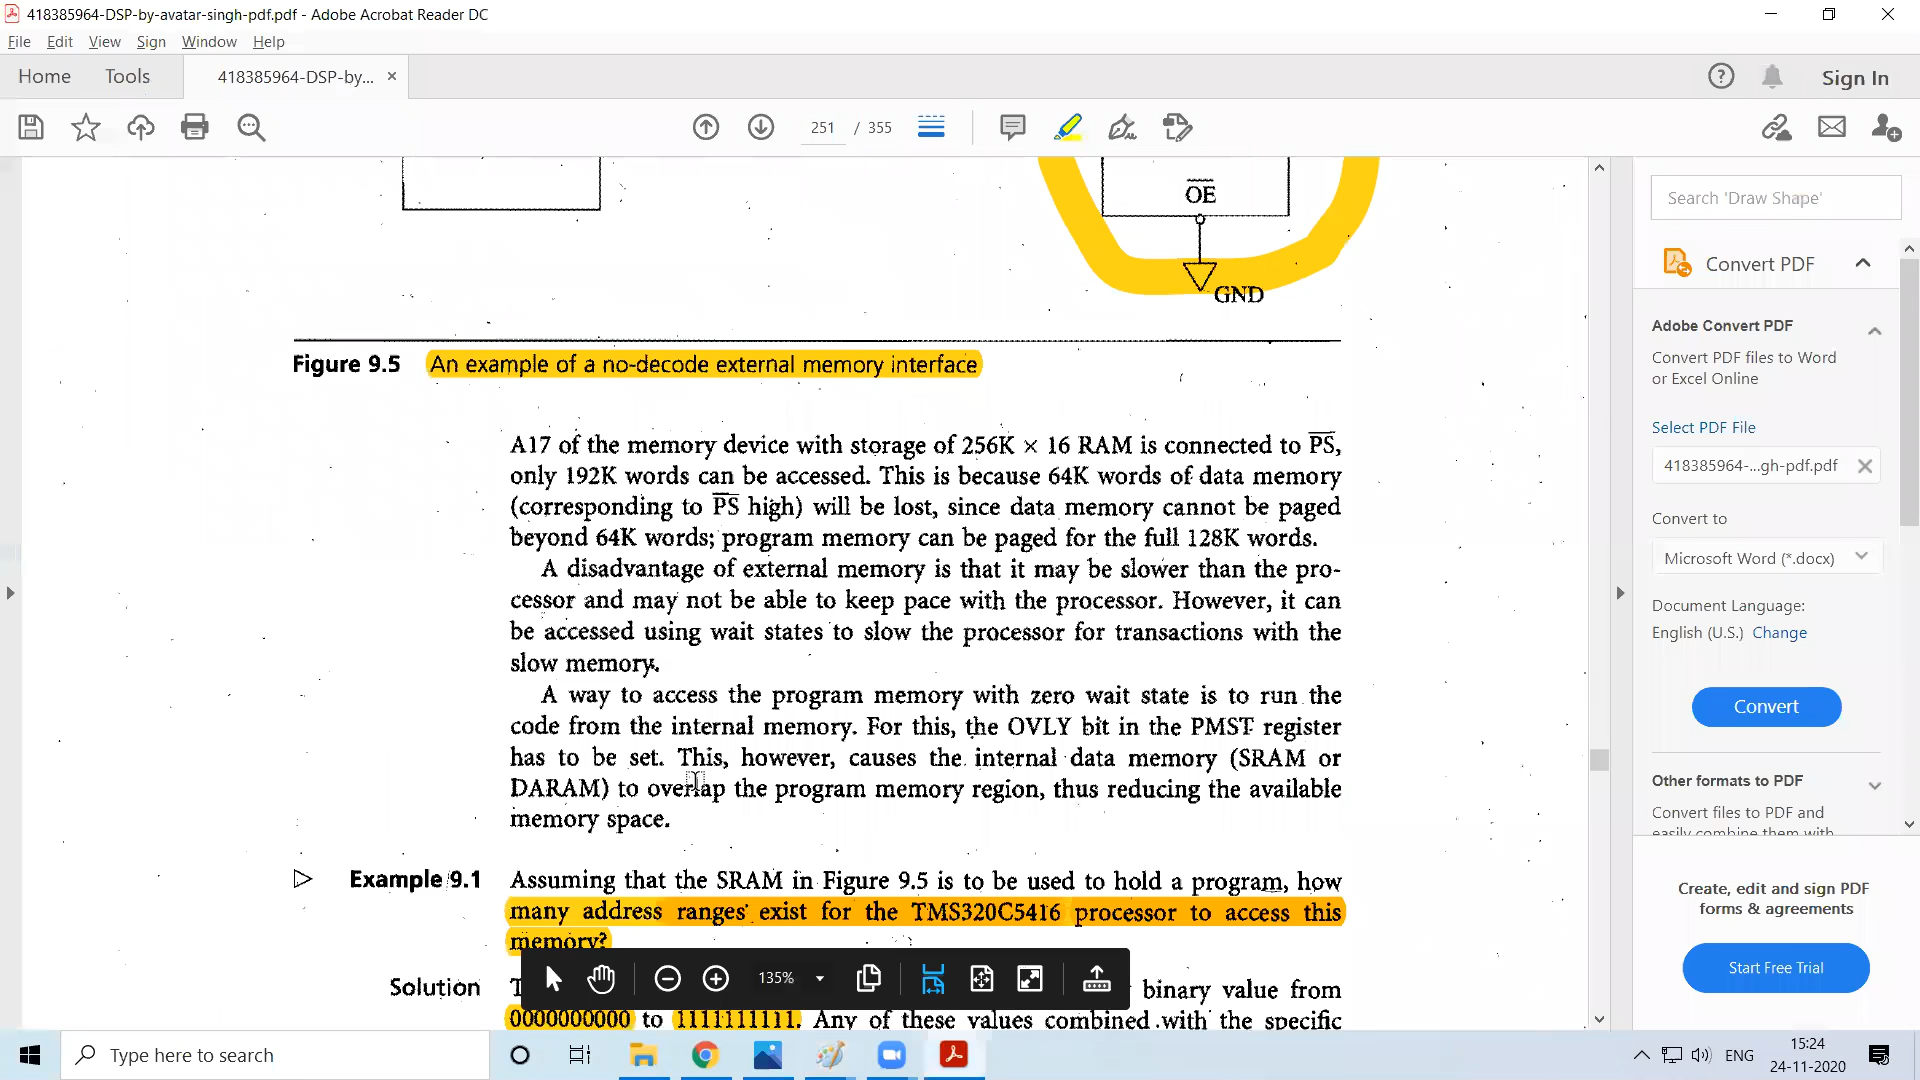 418385964-DSP-by-avatar-singh-pdf.pdf - Adobe Acrobat Reader DC
File Edit View Sign Window Help
Home Tools 418385964-DSP-by... ×
Sign In
251 / 355
OE
GND
Figure 9.5 An example of a no-decode external memory interface
A17 of the memory device with storage of 256K × 16 RAM is connected to PS,
only 192K words can be accessed. This is because 64K words of data memory
(corresponding to PS high) will be lost, since data memory cannot be paged
beyond 64K words; program memory can be paged for the full 128K words.
A disadvantage of external memory is that it may be slower than the pro-
cessor and may not be able to keep pace with the processor. However, it can
be accessed using wait states to slow the processor for transactions with the
slow memory.
A way to access the program memory with zero wait state is to run the
code from the internal memory. For this, the OVLY bit in the PMST register
has to be set. This, however, causes the internal data memory (SRAM or
DARAM) to overlap the program memory region, thus reducing the available
memory space.
Example 9.1 Assuming that the SRAM in Figure 9.5 is to be used to hold a program, how
many address ranges exist for the TMS320C5416 processor to access this
memory?
Solution
binary value from
0000000000 to 1111111111. Any of these values combined with the specific
135%
Search 'Draw Shape'
Convert PDF
Adobe Convert PDF
Convert PDF files to Word
or Excel Online
Select PDF File
418385964-...gh-pdf.pdf
Convert to
Microsoft Word (*.docx)
Document Language:
English (U.S.) Change
Convert
Other formats to PDF
Convert files to PDF and
easily combine them with
Create, edit and sign PDF
forms & agreements
Start Free Trial
Type here to search
ENG
15:24
24-11-2020